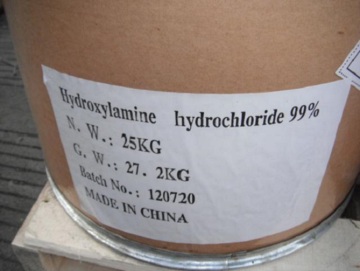 Hydroxylamine hydrochloride 99%
N. W.: 25KG
G. W.: 27. 2KG
Batch No.: 120720
MADE IN CHINA